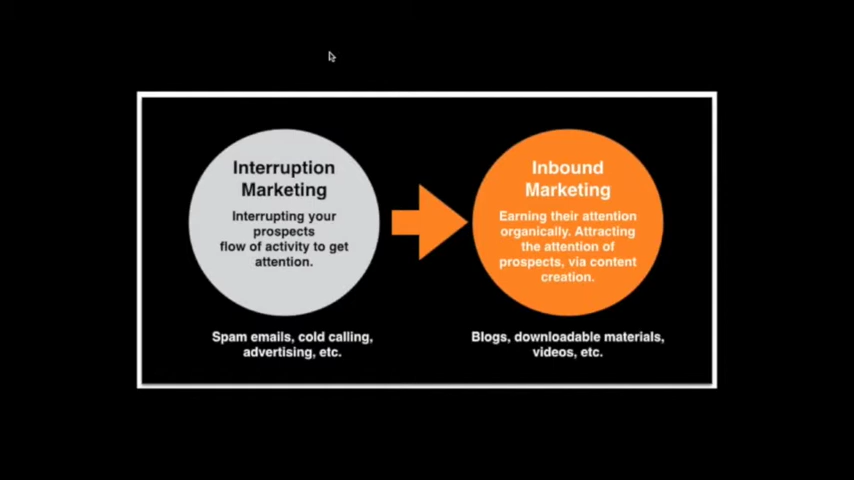 Interruption
Marketing
Interrupting your
prospects
flow of activity to get
attention.
Spam emails, cold calling,
advertising, etc.
Inbound
Marketing
Earning their attention
organically. Attracting
the attention of
prospects, via content
creation.
Blogs, downloadable materials,
videos, etc.